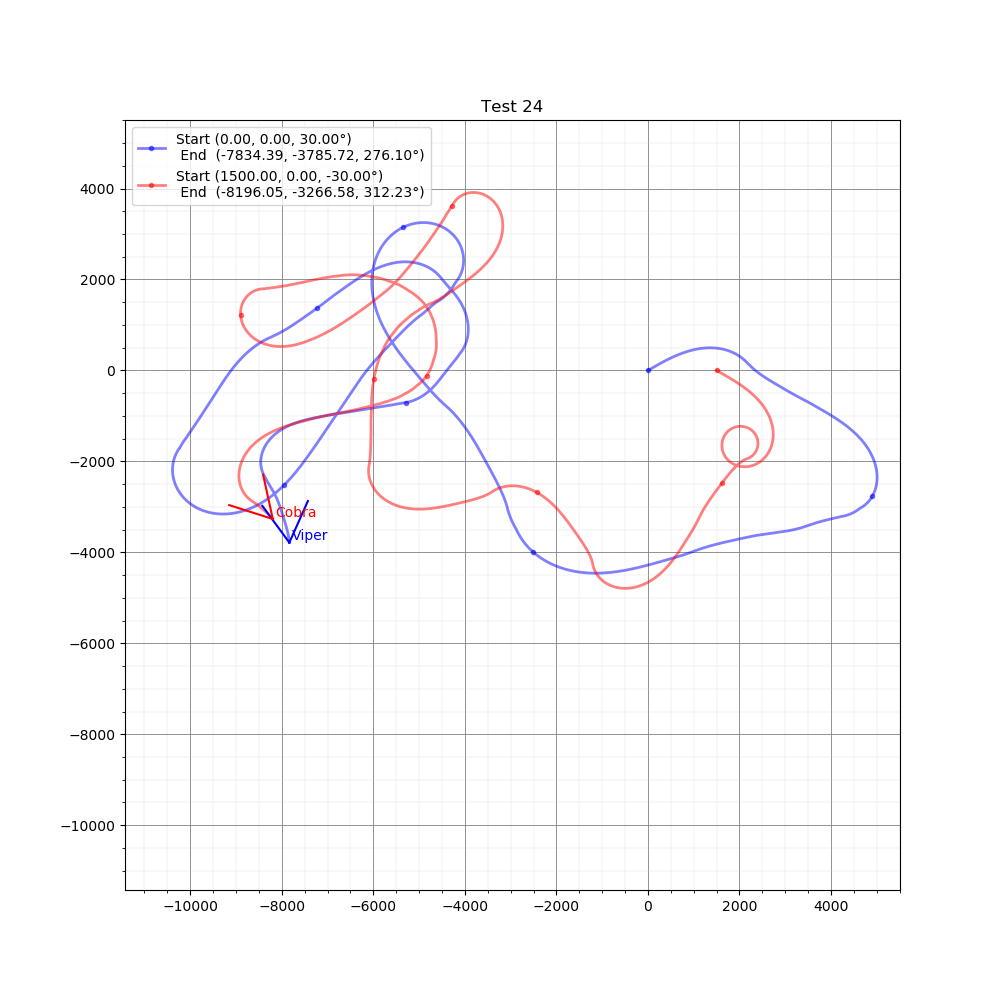 Test 24
Start (0.00, 0.00, 30.00°)
End (-7834.39, -3785.72, 276.10°)
Start (1500.00, 0.00, -30.00°)
End (-8196.05, -3266.58, 312.23°)
4000
2000
0
−2000
−4000
−6000
−8000
−10000
Cobra
Viper
−10000 −8000 −6000 −4000 −2000 0 2000 4000